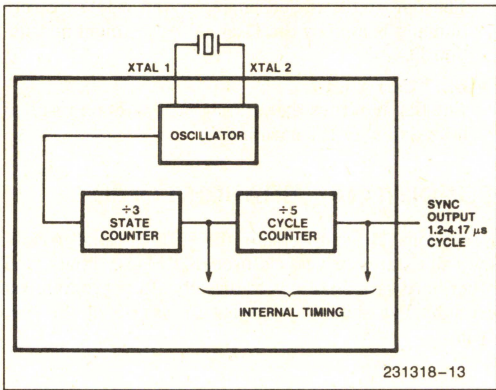 XTAL 1 XTAL 2
OSCILLATOR
÷3
STATE
COUNTER
÷5
CYCLE
COUNTER
SYNC
OUTPUT
1.2-4.17 μs
CYCLE
INTERNAL TIMING
231318-13